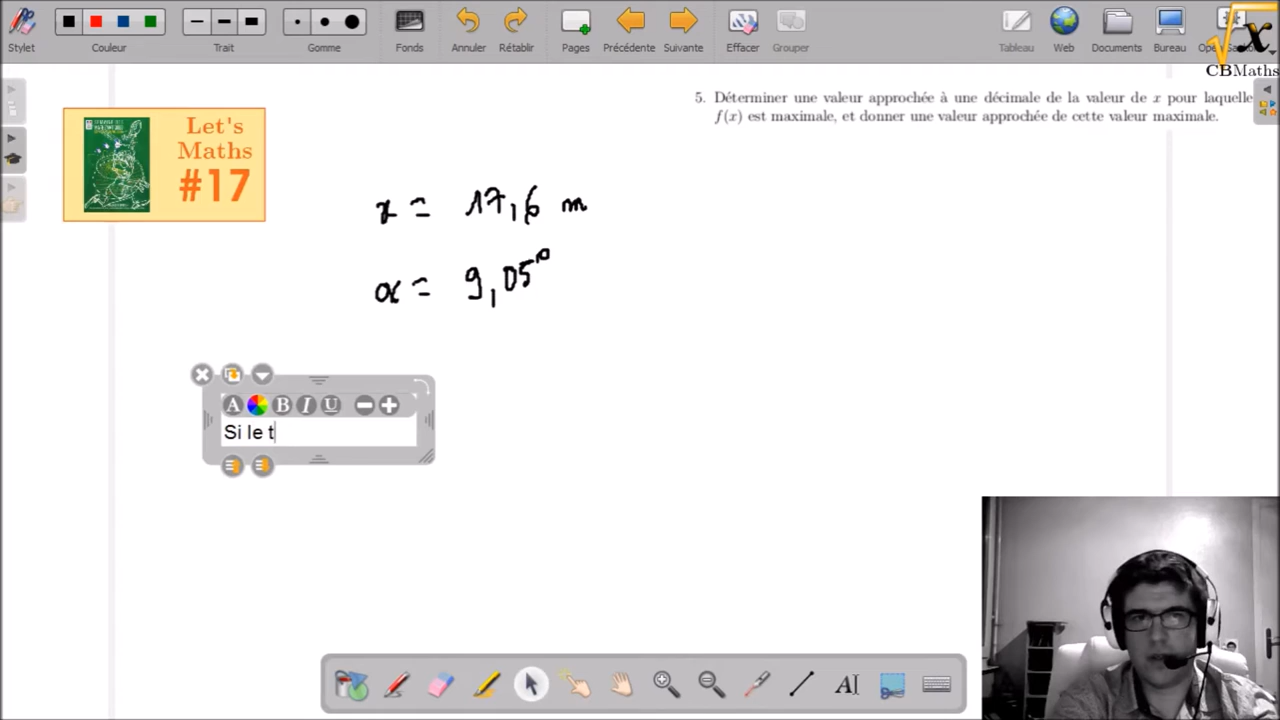 Stylet
Couleur
Trait
Gomme
Fonds
Annuler
Rétablir
Pages
Précédente
Suivante
Effacer
Grouper
Tableau
Web
Documents
Bureau
CBMaths
5. Déterminer une valeur approchée à une décimale de la valeur de x pour laquelle
f(x) est maximale, et donner une valeur approchée de cette valeur maximale.
Let's
Maths
#17
x = 17,6 m
α = 9,05°
A B I U
Si le t
AI